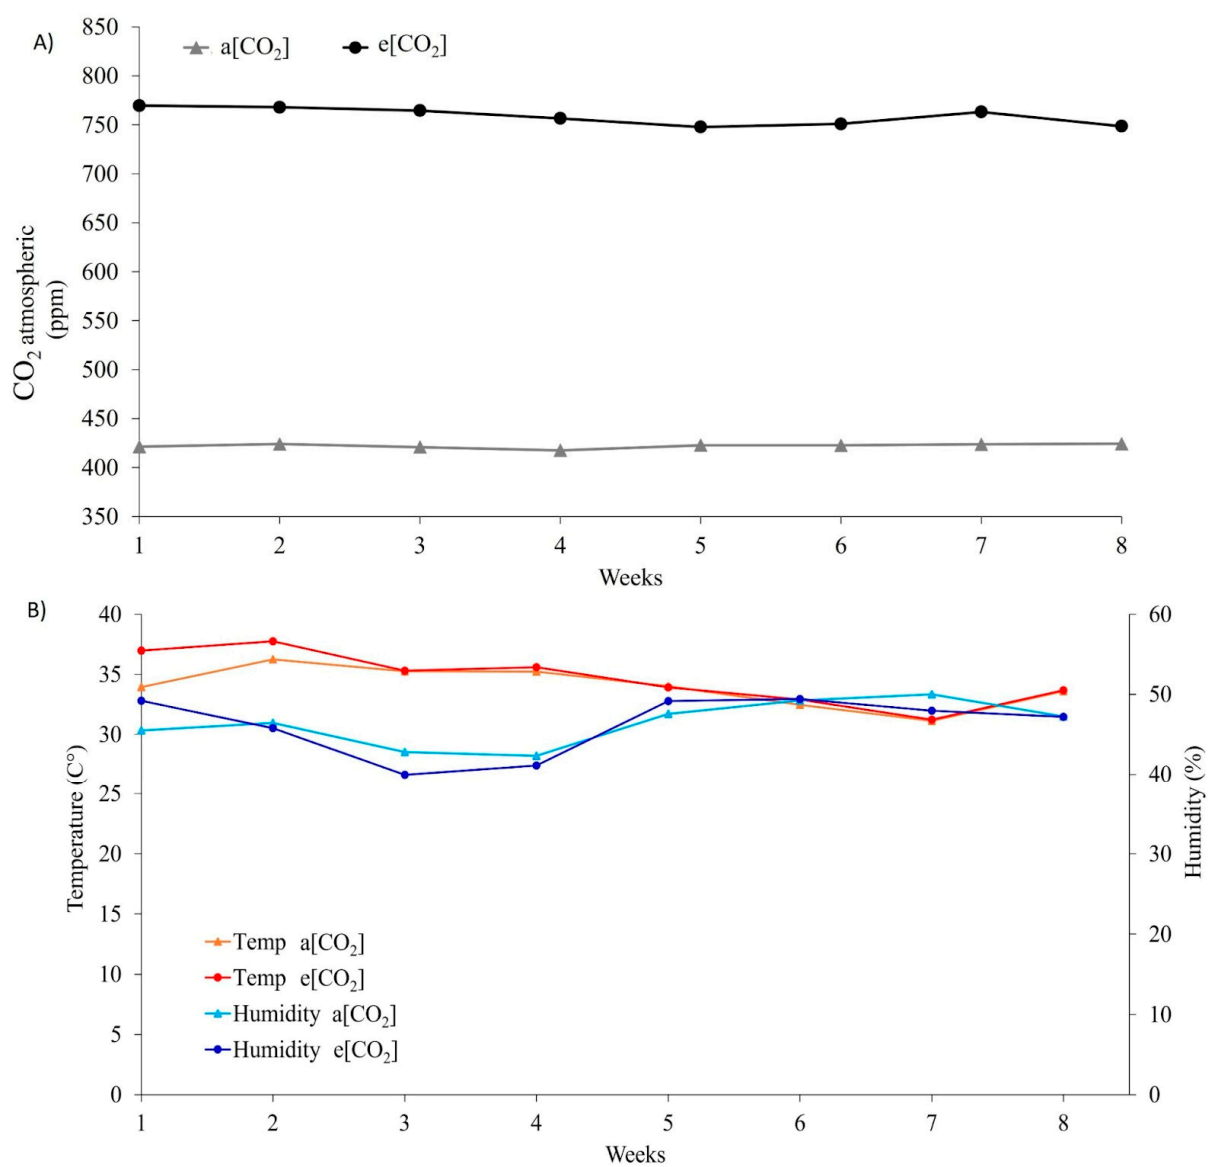 A)
a[CO₂]
e[CO₂]
850
800
750
700
650
600
550
500
450
400
350
CO₂ atmospheric
(ppm)
1 2 3 4 5 6 7 8
Weeks
B)
40
35
30
25
20
15
10
5
0
Temperature (C°)
60
50
40
30
20
10
0
Humidity (%)
Temp a[CO₂]
Temp e[CO₂]
Humidity a[CO₂]
Humidity e[CO₂]
1 2 3 4 5 6 7 8
Weeks